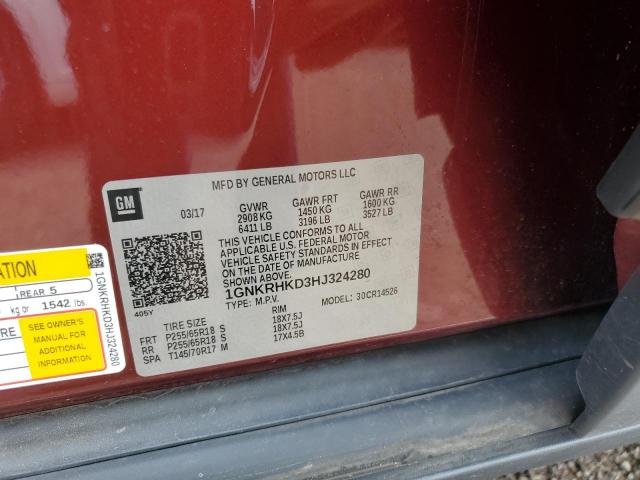 MFD BY GENERAL MOTORS LLC
GM
03/17
GVWR GAWR FRT GAWR RR
2908 KG 1450 KG 1600 KG
6411 LB 3196 LB 3527 LB
THIS VEHICLE CONFORMS TO ALL
APPLICABLE U.S. FEDERAL MOTOR
VEHICLE SAFETY STANDARDS IN
EFFECT ON THE DATE OF MANUFACTURE
SHOWN ABOVE.
1GNKRHKD3HJ324280
TYPE: M.P.V. MODEL: 30CR14526
405Y
TIRE SIZE RIM
FRT P255/65R18 S 18X7.5J
RR P255/65R18 S 18X7.5J
SPA T145/70R17 M 17X4.5B
REAR 5
kg or 1542 lbs.
SEE OWNER'S
MANUAL FOR
ADDITIONAL
INFORMATION
1GNKRHKD3HJ324280